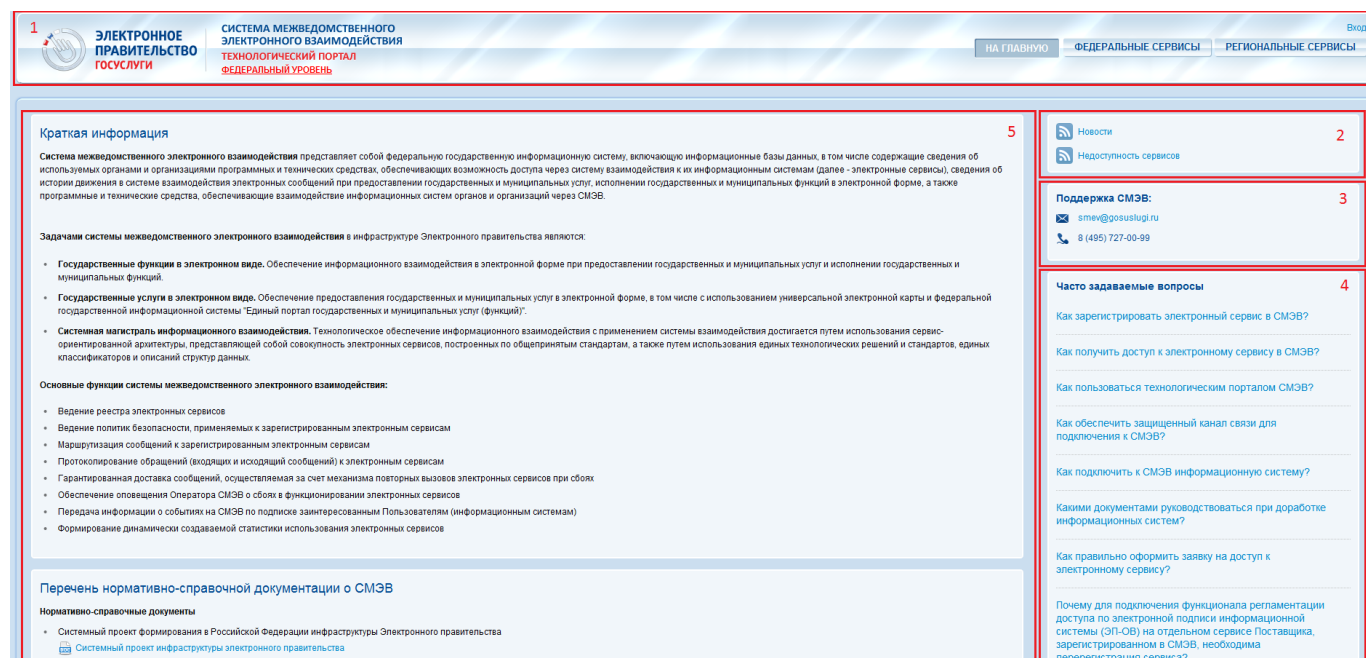 1
ЭЛЕКТРОННОЕ
ПРАВИТЕЛЬСТВО
ГОСУСЛУГИ
СИСТЕМА МЕЖВЕДОМСТВЕННОГО
ЭЛЕКТРОННОГО ВЗАИМОДЕЙСТВИЯ
ТЕХНОЛОГИЧЕСКИЙ ПОРТАЛ
ФЕДЕРАЛЬНЫЙ УРОВЕНЬ
Вход
НА ГЛАВНУЮ ФЕДЕРАЛЬНЫЕ СЕРВИСЫ РЕГИОНАЛЬНЫЕ СЕРВИСЫ
Краткая информация 5
Система межведомственного электронного взаимодействия представляет собой федеральную государственную информационную систему, включающую информационные базы данных, в том числе содержащие сведения об
используемых органами и организациями программных и технических средствах, обеспечивающих возможность доступа через систему взаимодействия к их информационным системам (далее - электронные сервисы), сведения об
истории движения в системе взаимодействия электронных сообщений при предоставлении государственных и муниципальных услуг, исполнении государственных и муниципальных функций в электронной форме, а также
программные и технические средства, обеспечивающие взаимодействие информационных систем органов и организаций через СМЭВ.
Задачами системы межведомственного электронного взаимодействия в инфраструктуре Электронного правительства являются:
• Государственные функции в электронном виде. Обеспечение информационного взаимодействия в электронной форме при предоставлении государственных и муниципальных услуг и исполнении государственных и
муниципальных функций.
• Государственные услуги в электронном виде. Обеспечение предоставления государственных и муниципальных услуг в электронной форме, в том числе с использованием универсальной электронной карты и федеральной
государственной информационной системы "Единый портал государственных и муниципальных услуг (функций)".
• Системная магистраль информационного взаимодействия. Технологическое обеспечение информационного взаимодействия с применением системы взаимодействия достигается путем использования сервис-
ориентированной архитектуры, представляющей собой совокупность электронных сервисов, построенных по общепринятым стандартам, а также путем использования единых технологических решений и стандартов, единых
классификаторов и описаний структур данных.
Основные функции системы межведомственного электронного взаимодействия:
• Ведение реестра электронных сервисов
• Ведение политик безопасности, применяемых к зарегистрированным электронным сервисам
• Маршрутизация сообщений к зарегистрированным электронным сервисам
• Протоколирование обращений (входящих и исходящий сообщений) к электронным сервисам
• Гарантированная доставка сообщений, осуществляемая за счет механизма повторных вызовов электронных сервисов при сбоях
• Обеспечение оповещения Оператора СМЭВ о сбоях в функционировании электронных сервисов
• Передача информации о событиях на СМЭВ по подписке заинтересованным Пользователям (информационным системам)
• Формирование динамически создаваемой статистики использования электронных сервисов
Перечень нормативно-справочной документации о СМЭВ
Нормативно-справочные документы
• Системный проект формирования в Российской Федерации инфраструктуры Электронного правительства
Системный проект инфраструктуры электронного правительства
Новости 2
Недоступность сервисов
Поддержка СМЭВ: 3
smev@gosuslugi.ru
8 (495) 727-00-99
Часто задаваемые вопросы 4
Как зарегистрировать электронный сервис в СМЭВ?
Как получить доступ к электронному сервису в СМЭВ?
Как пользоваться технологическим порталом СМЭВ?
Как обеспечить защищенный канал связи для
подключения к СМЭВ?
Как подключить к СМЭВ информационную систему?
Какими документами руководствоваться при доработке
информационных систем?
Как правильно оформить заявку на доступ к
электронному сервису?
Почему для подключения функционала регламентации
доступа по электронной подписи информационной
системы (ЭП-ОВ) на отдельном сервисе Поставщика,
зарегистрированном в СМЭВ, необходима
перерегистрация сервиса?